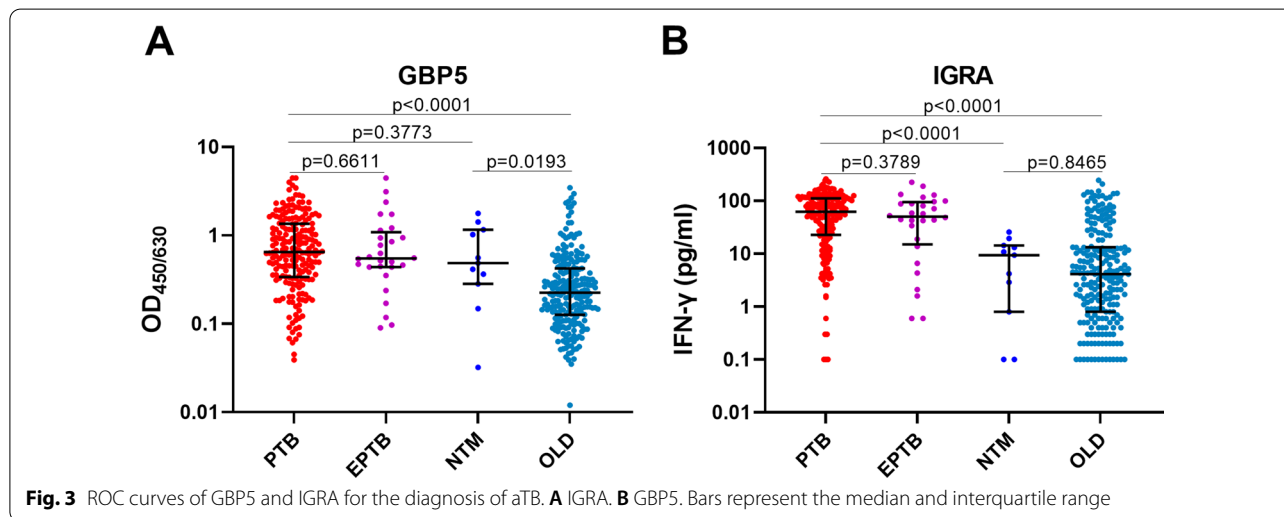 A
GBP5
p<0.0001
p=0.3773
p=0.6611
p=0.0193
10
1
0.1
0.01
OD450/630
PTB
EPTB
NTM
OLD
B
IGRA
p<0.0001
p<0.0001
p=0.3789
p=0.8465
1000
100
10
1
0.1
0.01
IFN-γ (pg/ml)
PTB
EPTB
NTM
OLD
Fig. 3 ROC curves of GBP5 and IGRA for the diagnosis of aTB. A IGRA. B GBP5. Bars represent the median and interquartile range